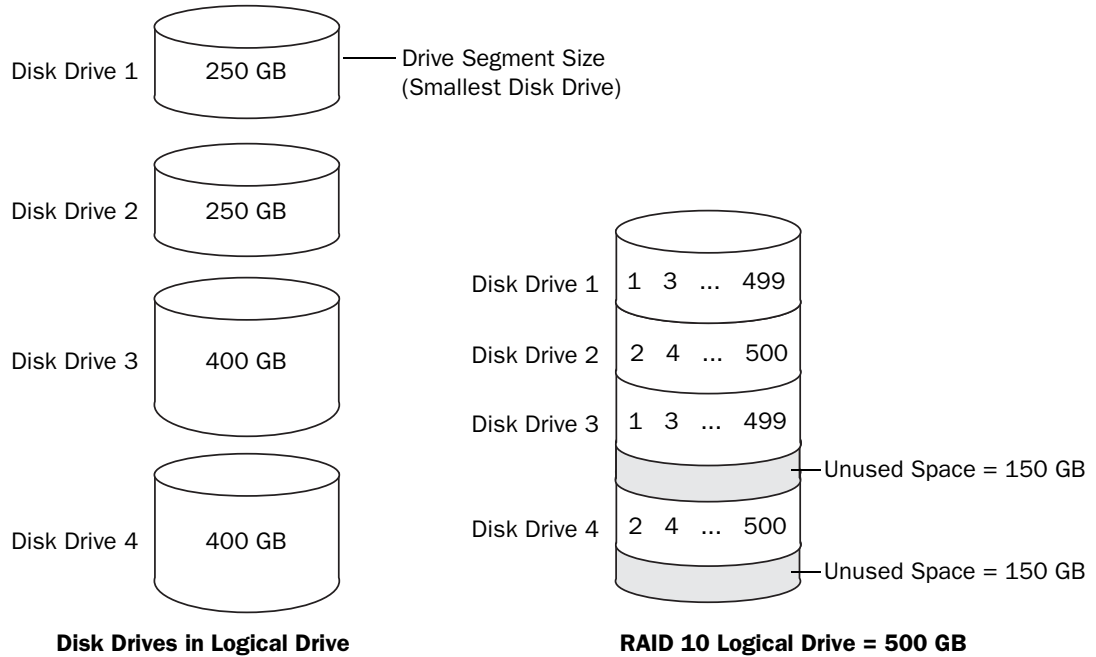 Disk Drive 1
250 GB
Drive Segment Size
(Smallest Disk Drive)
Disk Drive 2
250 GB
Disk Drive 3
400 GB
Disk Drive 4
400 GB
Disk Drives in Logical Drive
Disk Drive 1
1 3 ... 499
Disk Drive 2
2 4 ... 500
Disk Drive 3
1 3 ... 499
Unused Space = 150 GB
Disk Drive 4
2 4 ... 500
Unused Space = 150 GB
RAID 10 Logical Drive = 500 GB